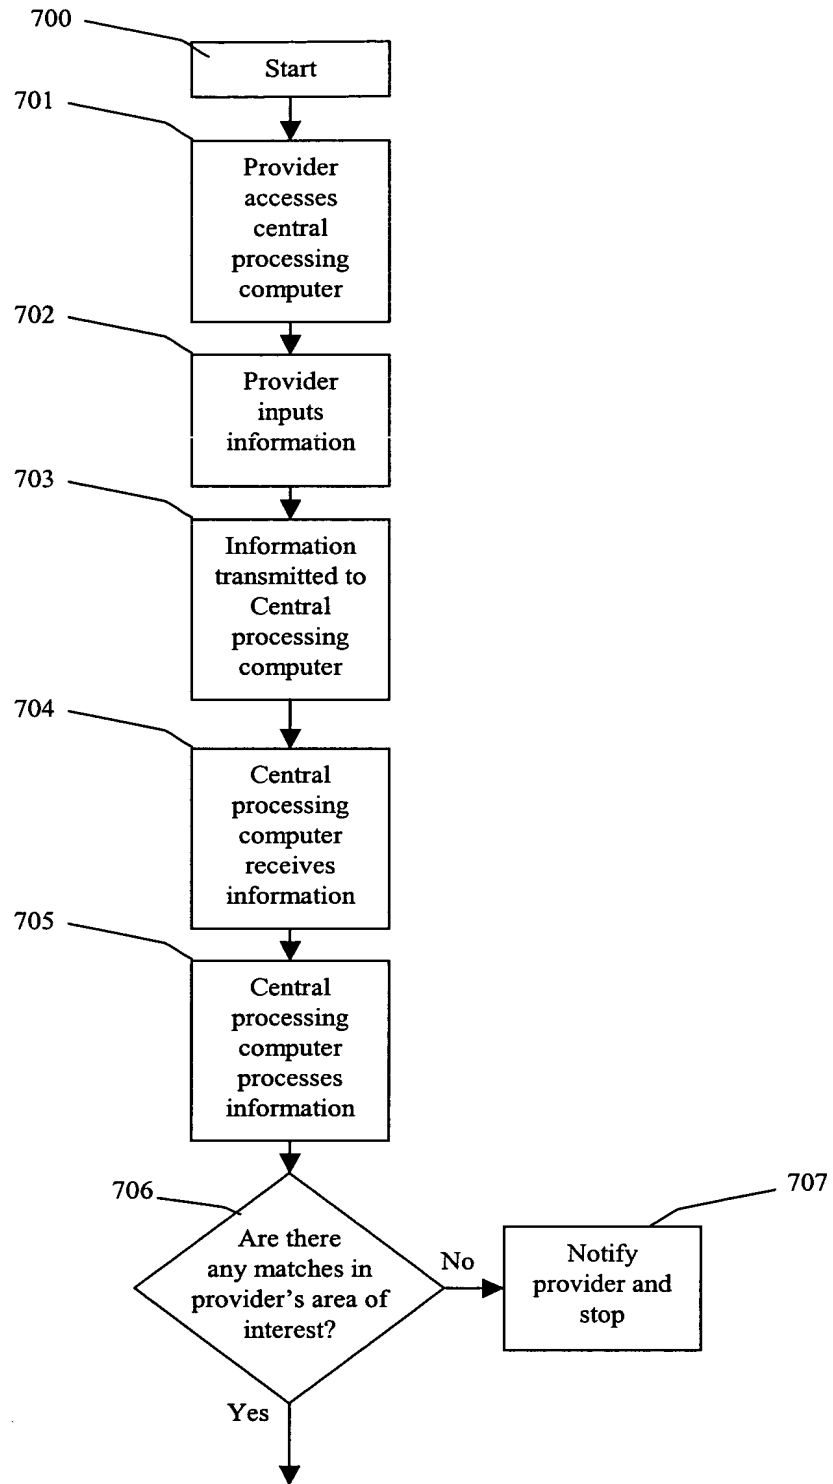 700
Start
701
Provider
accesses
central
processing
computer
702
Provider
inputs
information
703
Information
transmitted to
Central
processing
computer
704
Central
processing
computer
receives
information
705
Central
processing
computer
processes
information
706
Are there
any matches in
provider's area of
interest?
No
707
Notify
provider and
stop
Yes